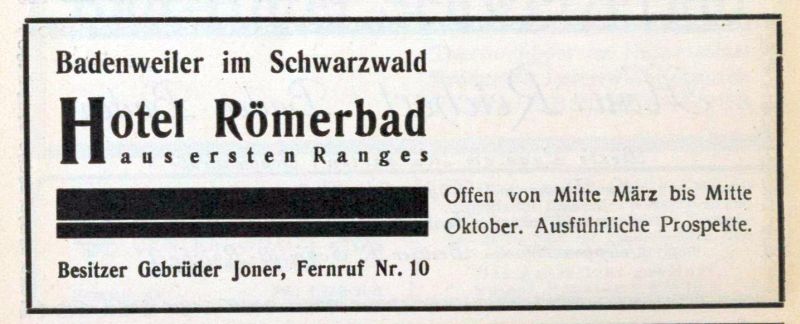 Badenweiler im Schwarzwald
Hotel Römerbad
Haus ersten Ranges
Offen von Mitte März bis Mitte
Oktober. Ausführliche Prospekte.
Besitzer Gebrüder Joner, Fernruf Nr. 10